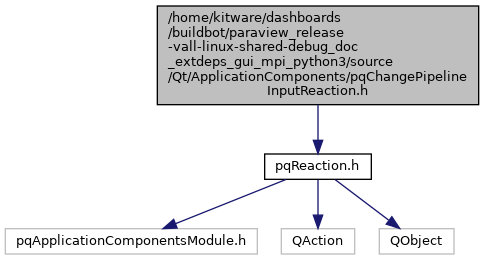 /home/kitware/dashboards
/buildbot/paraview_release
-vall-linux-shared-debug_doc
_extdeps_gui_mpi_python3/source
/Qt/ApplicationComponents/pqChangePipeline
InputReaction.h
pqReaction.h
pqApplicationComponentsModule.h
QAction
QObject